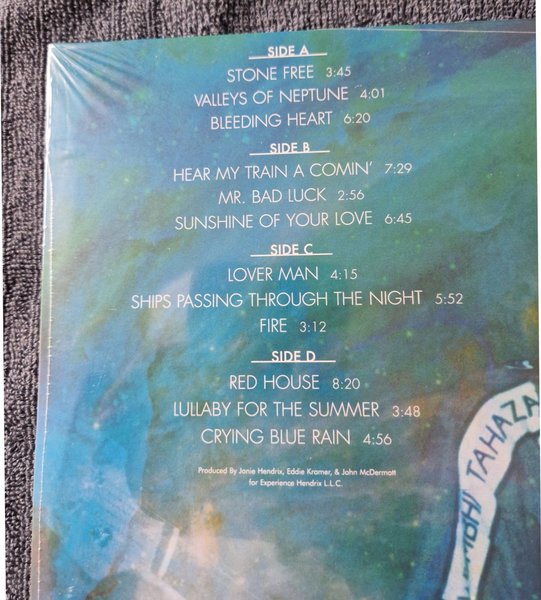 SIDE A
STONE FREE 3:45
VALLEYS OF NEPTUNE 4:01
BLEEDING HEART 6:20
SIDE B
HEAR MY TRAIN A COMIN' 7:29
MR. BAD LUCK 2:56
SUNSHINE OF YOUR LOVE 6:45
SIDE C
LOVER MAN 4:15
SHIPS PASSING THROUGH THE NIGHT 5:52
FIRE 3:12
SIDE D
RED HOUSE 8:20
LULLABY FOR THE SUMMER 3:48
CRYING BLUE RAIN 4:56
Produced By Janie Hendrix, Eddie Kramer, & John McDermott
for Experience Hendrix L.L.C.